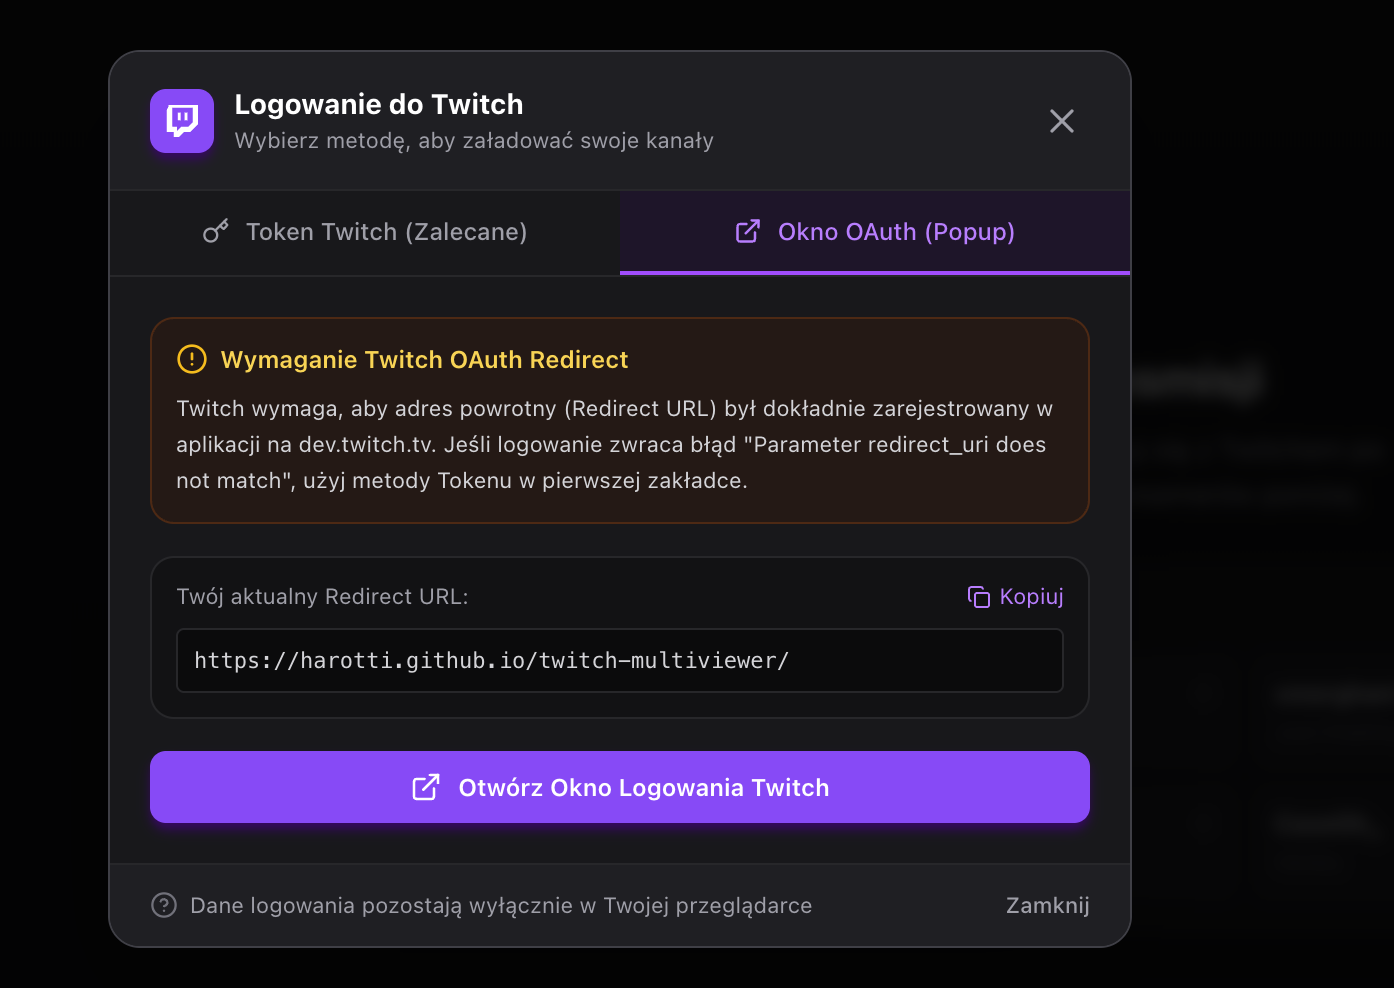 Logowanie do Twitch
Wybierz metodę, aby załadować swoje kanały
Token Twitch (Zalecane)
Okno OAuth (Popup)
Wymaganie Twitch OAuth Redirect
Twitch wymaga, aby adres powrotny (Redirect URL) był dokładnie zarejestrowany w
aplikacji na dev.twitch.tv. Jeśli logowanie zwraca błąd "Parameter redirect_uri does
not match", użyj metody Tokenu w pierwszej zakładce.
Twój aktualny Redirect URL:
Kopiuj
https://harotti.github.io/twitch-multiviewer/
Otwórz Okno Logowania Twitch
Dane logowania pozostają wyłącznie w Twojej przeglądarce
Zamknij